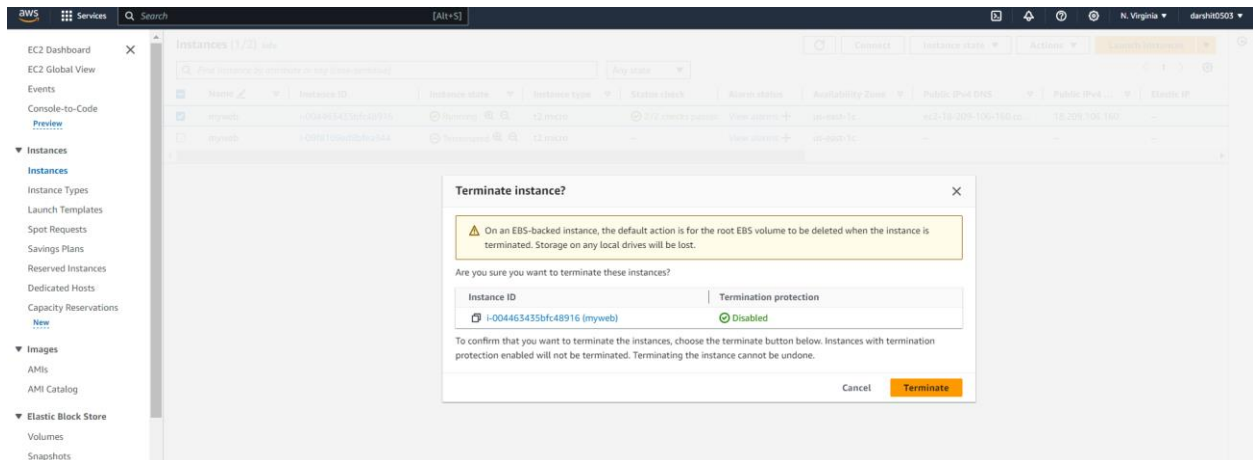 aws
Services
Search
[Alt+S]
N. Virginia ▼
darshit0503 ▼
EC2 Dashboard
EC2 Global View
Events
Console-to-Code
Preview
Instances
Instances
Instance Types
Launch Templates
Spot Requests
Savings Plans
Reserved Instances
Dedicated Hosts
Capacity Reservations
New
Images
AMIs
AMI Catalog
Elastic Block Store
Volumes
Snapshots
Instances (1/2)
Connect
Instance state ▼
Actions ▼
Launch instances
Any state
Name
Instance ID
Instance state
Instance type
Status check
Alarm status
Availability Zone
Public IPv4 DNS
Public IPv4 ...
Elastic IP
myweb
i-004463435bfc48916
Running
t2.micro
View alarms +
us-east-1c
myweb
Terminated
t2.micro
–
View alarms +
us-east-1c
–
–
–
Terminate instance?
On an EBS-backed instance, the default action is for the root EBS volume to be deleted when the instance is
terminated. Storage on any local drives will be lost.
Are you sure you want to terminate these instances?
Instance ID
Termination protection
i-004463435bfc48916 (myweb)
Disabled
To confirm that you want to terminate the instances, choose the terminate button below. Instances with termination
protection enabled will not be terminated. Terminating the instance cannot be undone.
Cancel
Terminate